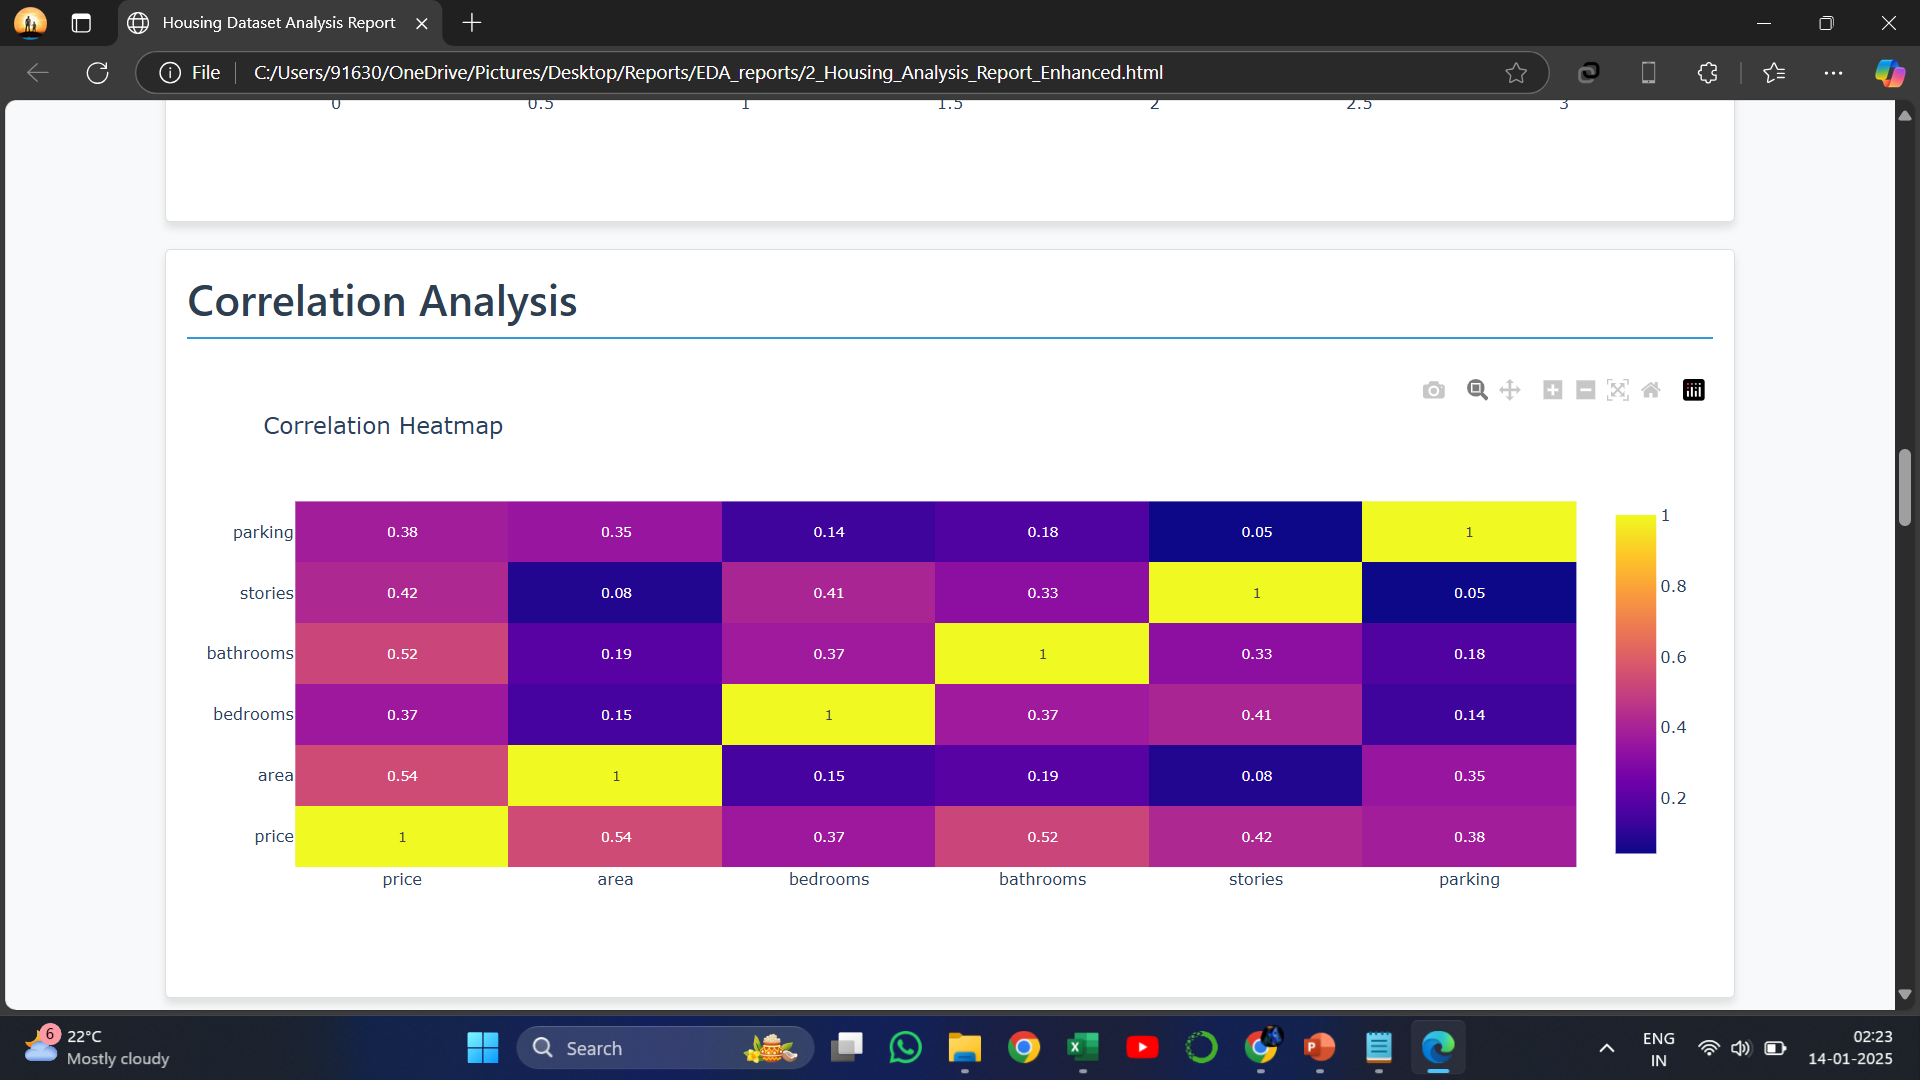 Housing Dataset Analysis Report
File
C:/Users/91630/OneDrive/Pictures/Desktop/Reports/EDA_reports/2_Housing_Analysis_Report_Enhanced.html
0 0.5 1 1.5 2 2.5 3
Correlation Analysis
Correlation Heatmap
parking 0.38 0.35 0.14 0.18 0.05 1
stories 0.42 0.08 0.41 0.33 1 0.05
bathrooms 0.52 0.19 0.37 1 0.33 0.18
bedrooms 0.37 0.15 1 0.37 0.41 0.14
area 0.54 1 0.15 0.19 0.08 0.35
price 1 0.54 0.37 0.52 0.42 0.38
price area bedrooms bathrooms stories parking
1
0.8
0.6
0.4
0.2
6
22°C
Mostly cloudy
Search
ENG
IN
02:23
14-01-2025